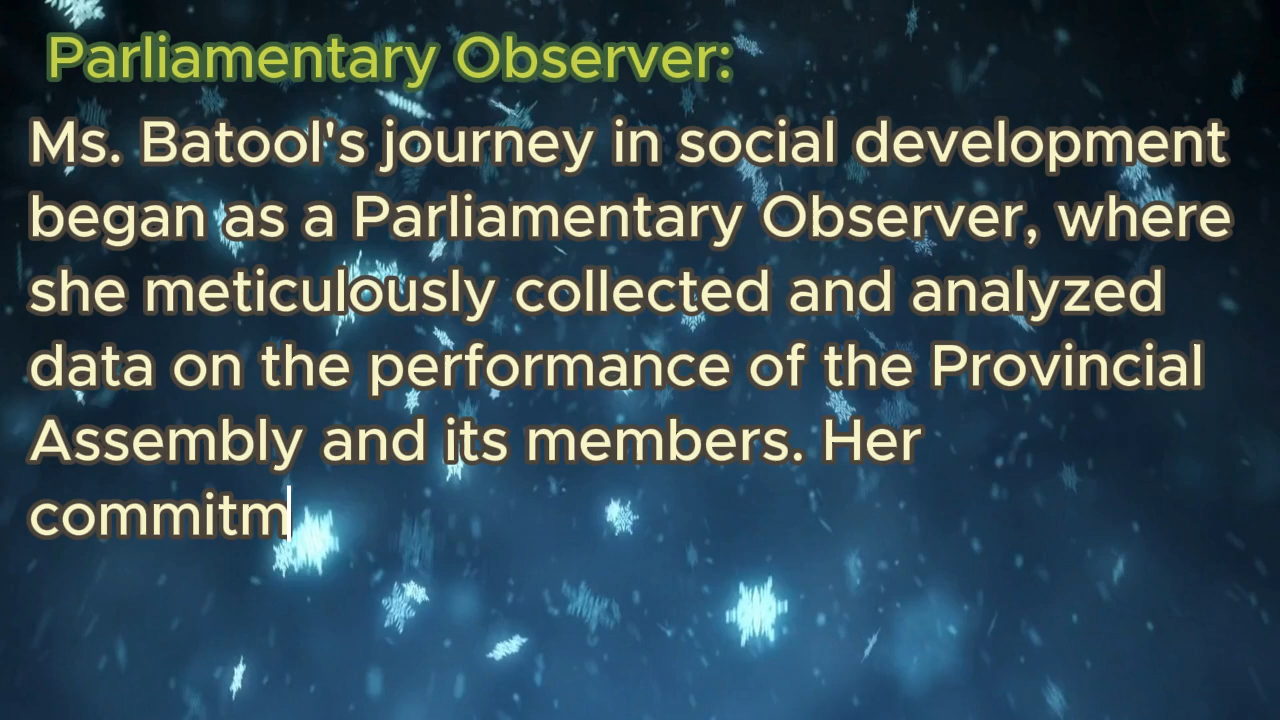 Parliamentary Observer:
Ms. Batool's journey in social development
began as a Parliamentary Observer, where
she meticulously collected and analyzed
data on the performance of the Provincial
Assembly and its members. Her
commitm